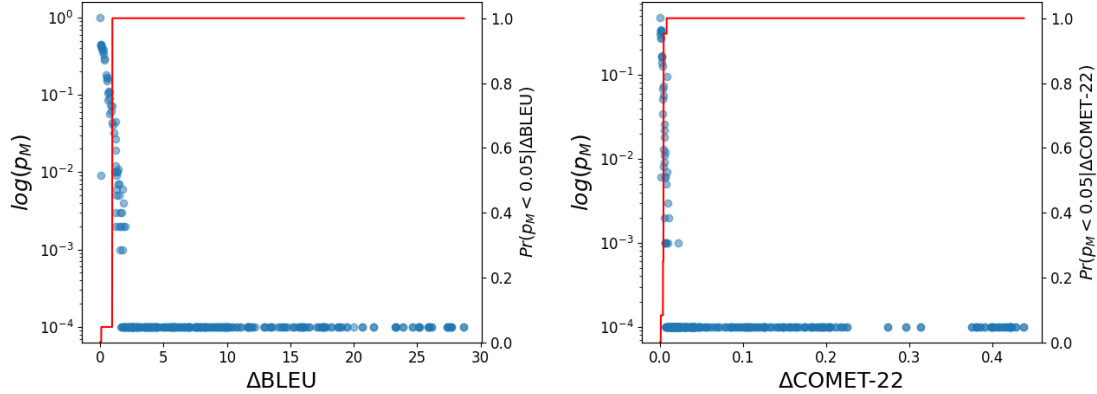 10⁰
10⁻¹
10⁻²
10⁻³
10⁻⁴
log(p_M)
0 5 10 15 20 25 30
ΔBLEU
1.0
0.8
0.6
0.4
0.2
0.0
Pr(p_M < 0.05|ΔBLEU)
10⁰
10⁻¹
10⁻²
10⁻³
10⁻⁴
log(p_M)
0.0 0.1 0.2 0.3 0.4
ΔCOMET-22
1.0
0.8
0.6
0.4
0.2
0.0
Pr(p_M < 0.05|ΔCOMET-22)